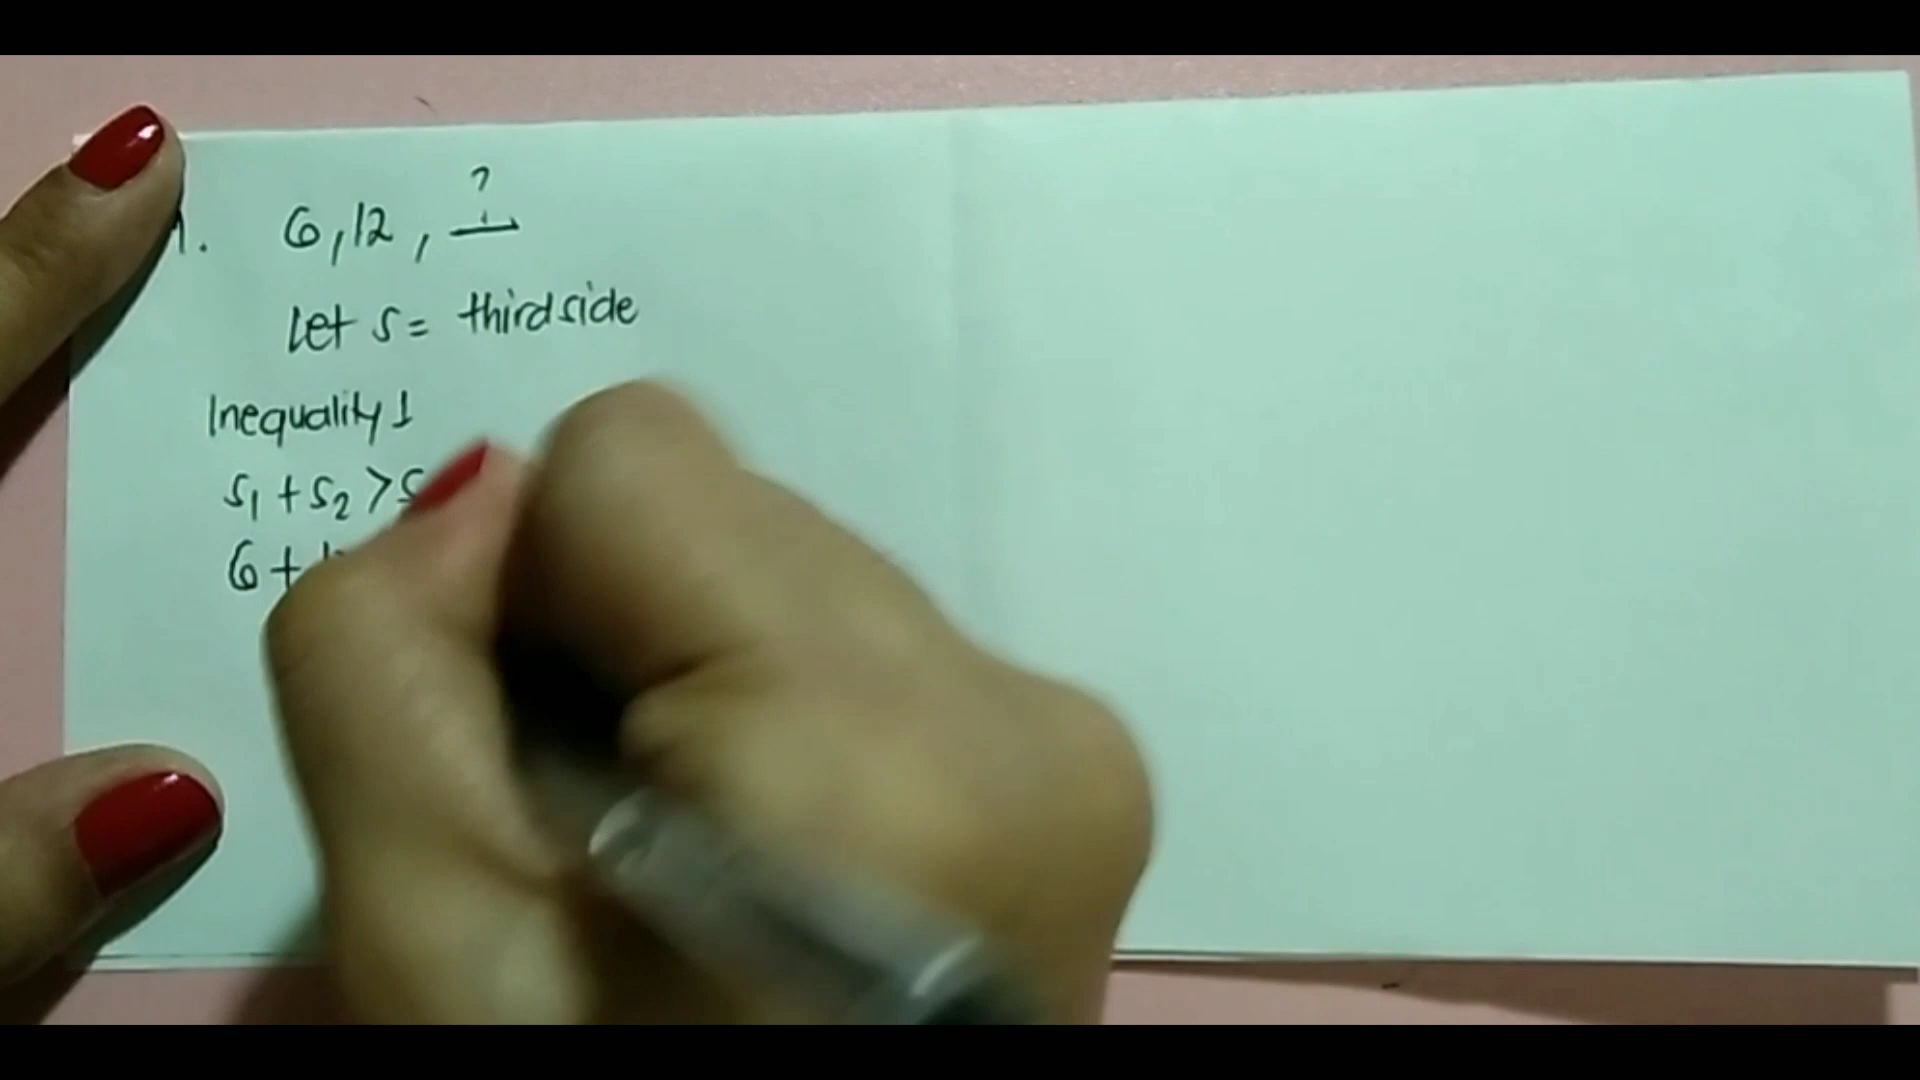 1. 6, 12, ?
Let s = third side
Inequality 1
s₁ + s₂ > s
6 +